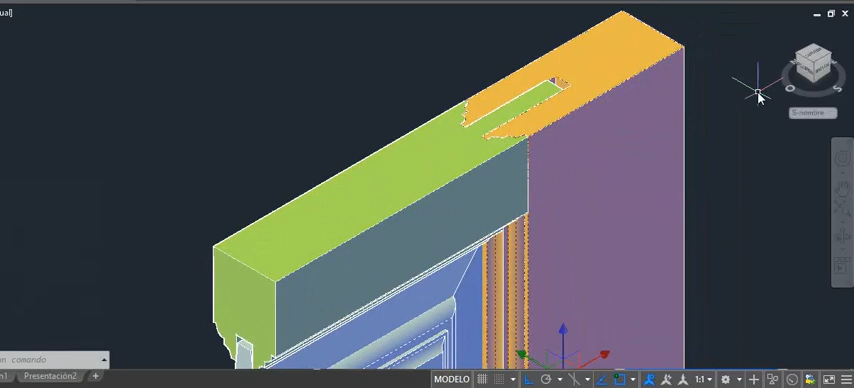 ual]
S-nombre
O
S
n comando
n1
Presentación2
MODELO
1:1